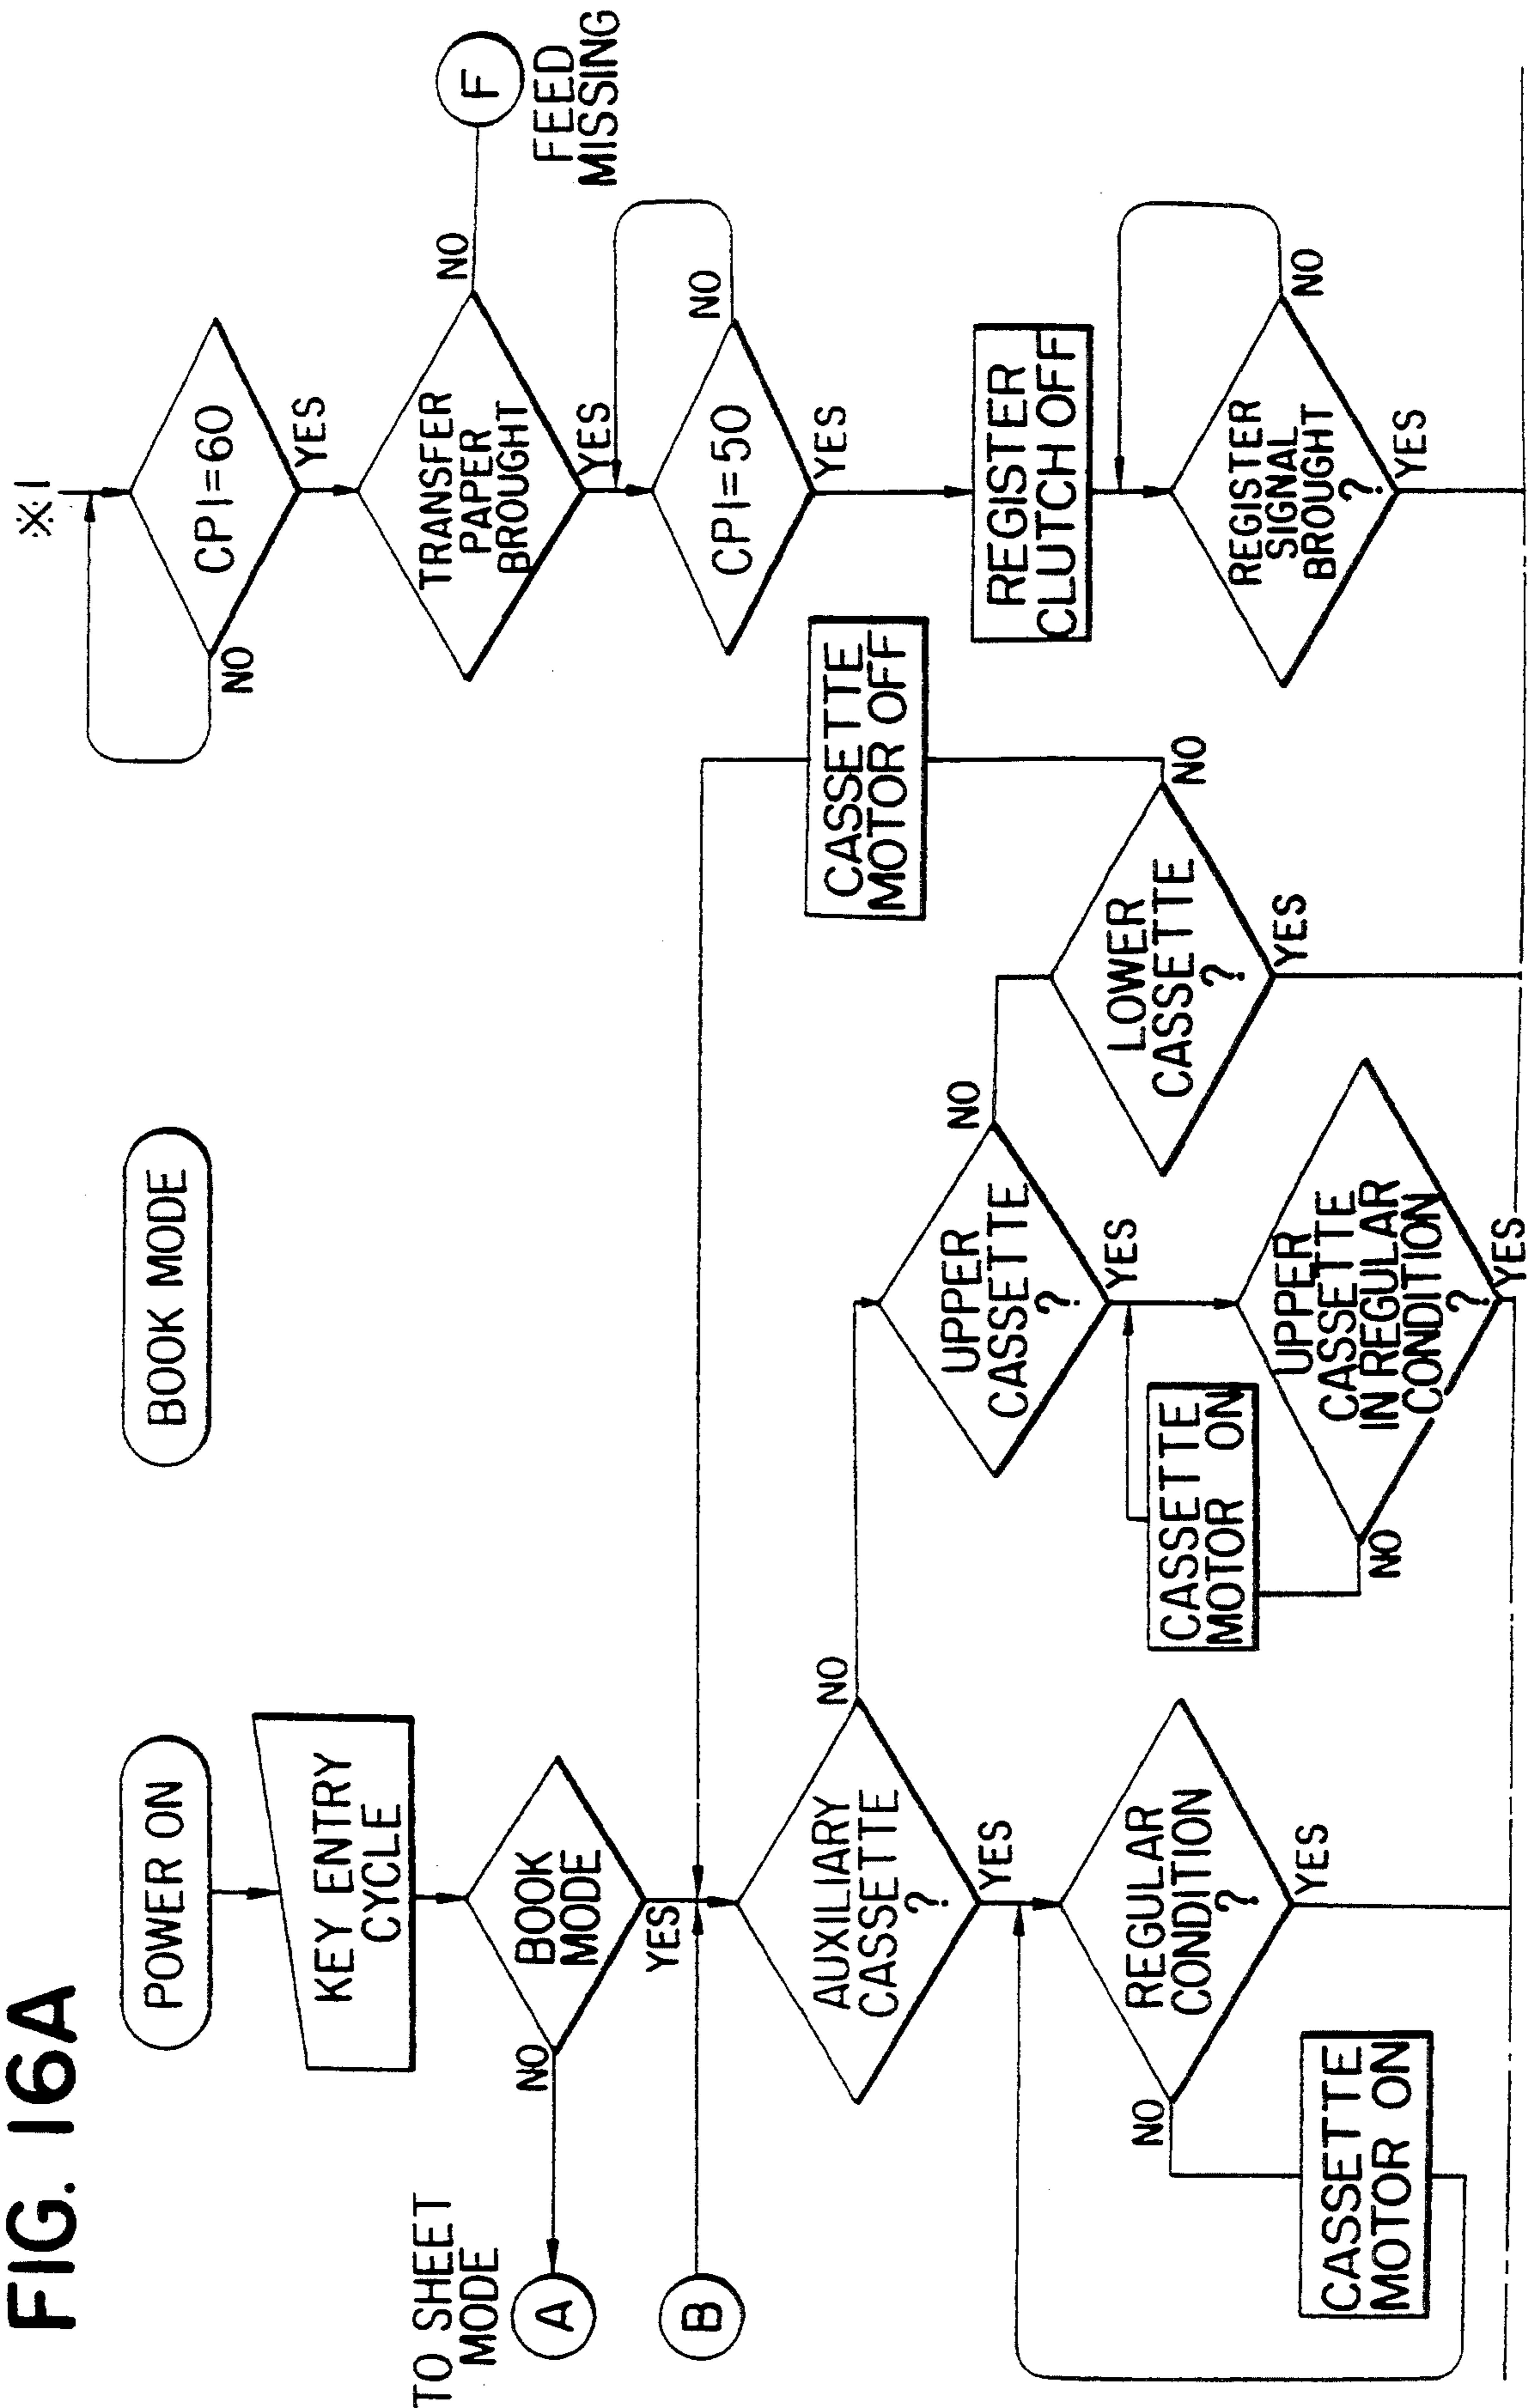 FIG. 16A
POWER ON
BOOK MODE
KEY ENTRY
CYCLE
BOOK
MODE
NO
YES
TO SHEET
MODE
A
B
AUXILIARY
CASSETTE
?
NO
YES
REGULAR
CONDITION
?
NO
YES
CASSETTE
MOTOR ON
UPPER
CASSETTE
?
NO
YES
CASSETTE
MOTOR ON
UPPER
CASSETTE
IN REGULAR
CONDITION
?
NO
YES
LOWER
CASSETTE
?
NO
YES
CASSETTE
MOTOR OFF
※1
CP1=60
NO
YES
TRANSFER
PAPER
BROUGHT
NO
YES
F
FEED
MISSING
CP1=50
NO
YES
REGISTER
CLUTCH OFF
REGISTER
SIGNAL
BROUGHT
?
NO
YES